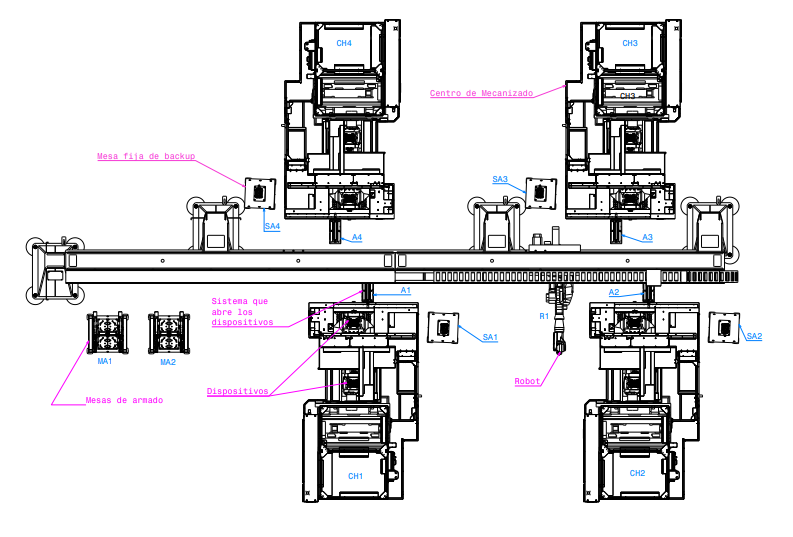 CH4
CH3
Centro de Mecanizado
CH3
Mesa fija de backup
SA3
SA4
A4
A3
Sistema que
abre los
dispositivos
A1
A2
R1
SA1
SA2
MA1
MA2
Dispositivos
Robot
Mesas de armado
CH1
CH2